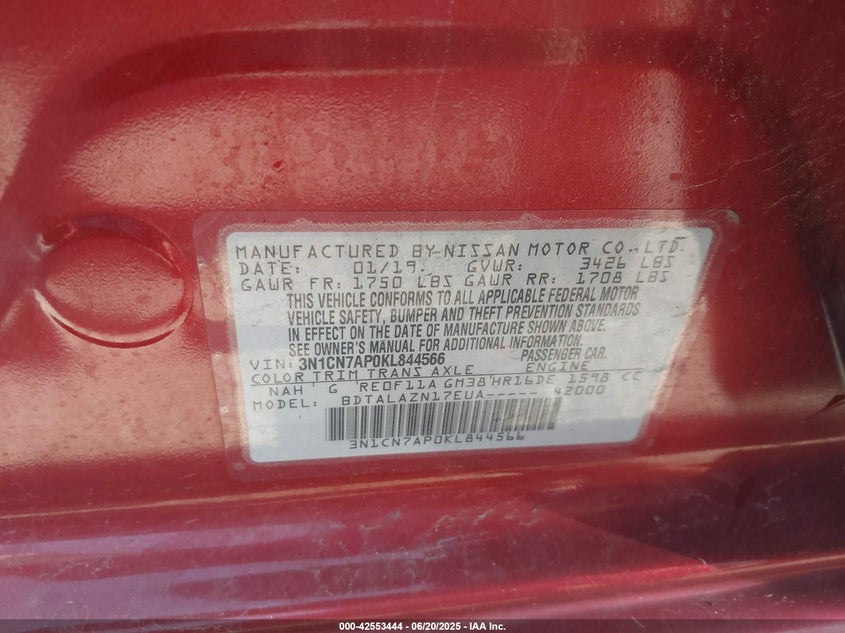 MANUFACTURED BY NISSAN MOTOR CO., LTD.
DATE: 01/19 GVWR: 3426 LBS
GAWR FR: 1750 LBS GAWR RR: 1708 LBS
THIS VEHICLE CONFORMS TO ALL APPLICABLE FEDERAL MOTOR
VEHICLE SAFETY, BUMPER AND THEFT PREVENTION STANDARDS
IN EFFECT ON THE DATE OF MANUFACTURE SHOWN ABOVE.
SEE OWNER'S MANUAL FOR ADDITIONAL INFORMATION.
VIN: 3N1CN7AP0KL844566 PASSENGER CAR.
COLOR TRIM TRANS AXLE ENGINE
NAH G RE0F11A GM38 HR16DE 1598 CC
MODEL: BDTALAZN17EUA----- 42000
3N1CN7AP0KL844566
000-42553444 - 06/20/2025 - IAA Inc.